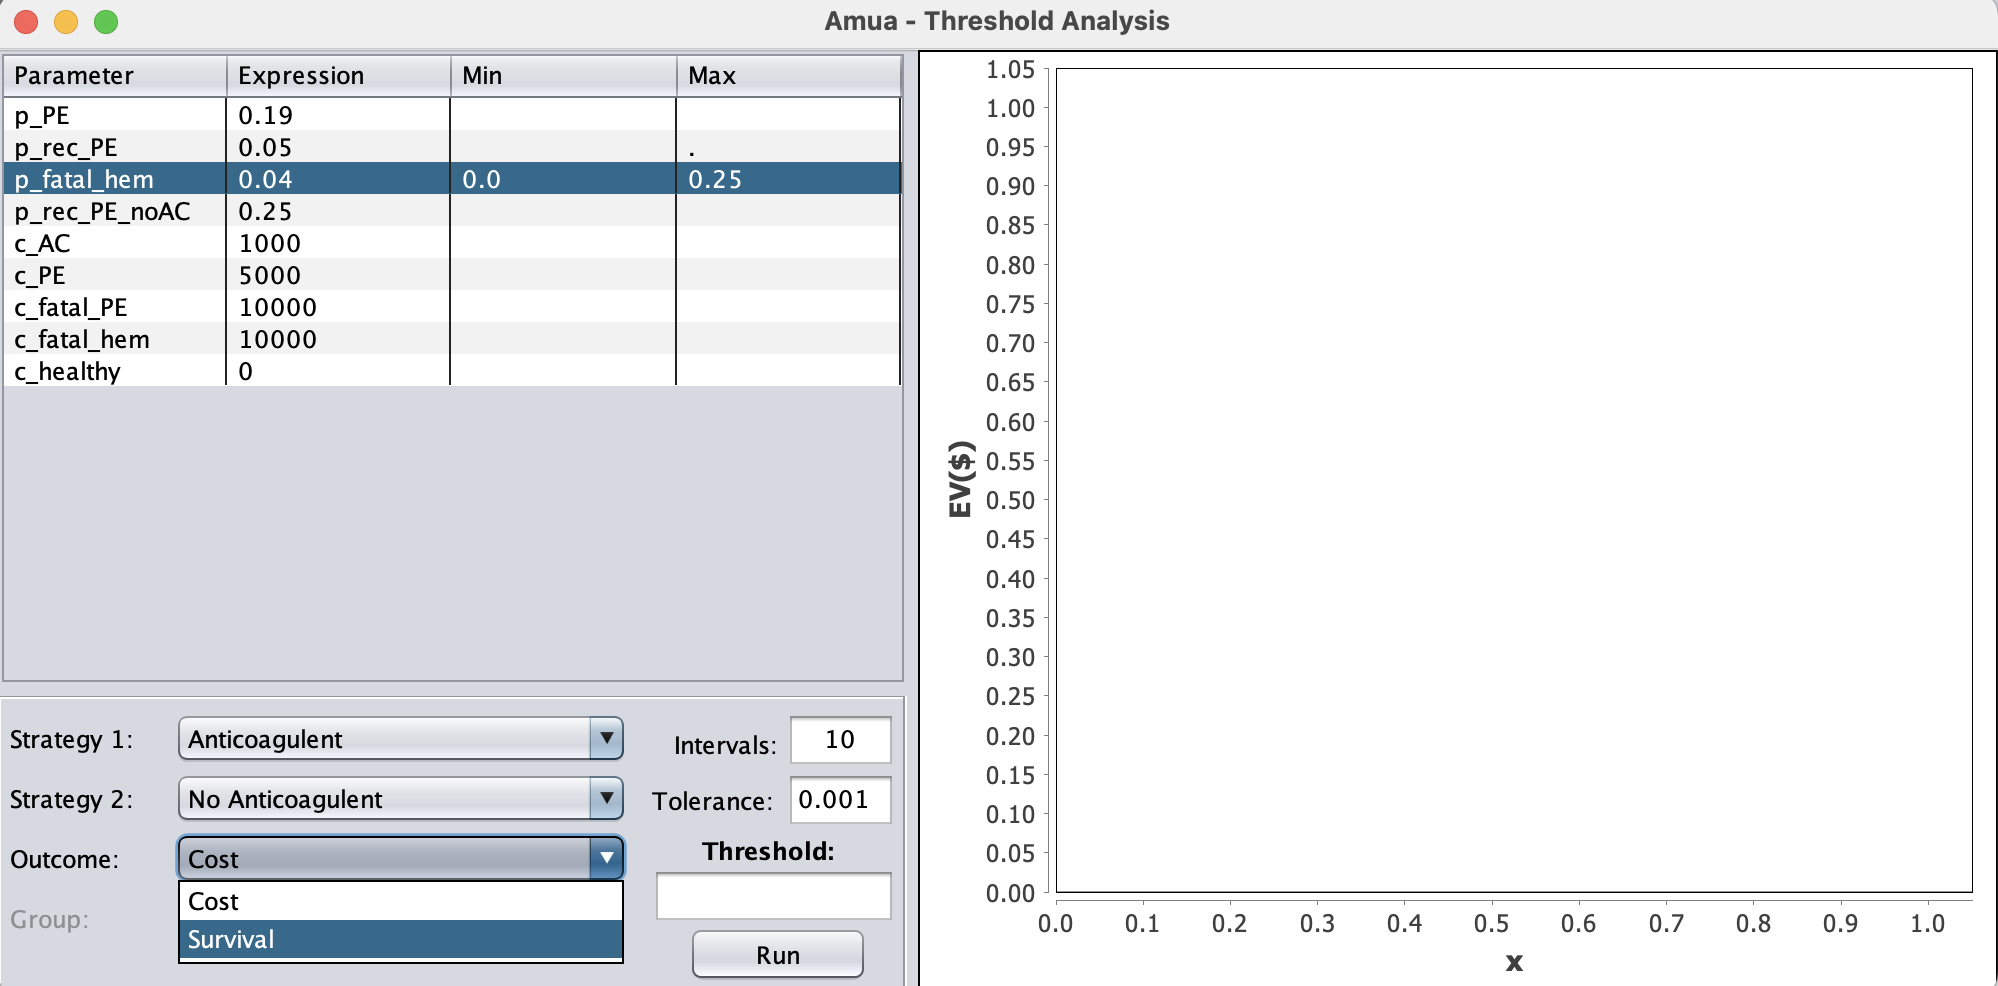 Amua - Threshold Analysis
Parameter Expression Min Max
p_PE 0.19
p_rec_PE 0.05 .
p_fatal_hem 0.04 0.0 0.25
p_rec_PE_noAC 0.25
c_AC 1000
c_PE 5000
c_fatal_PE 10000
c_fatal_hem 10000
c_healthy 0
Strategy 1: Anticoagulent Intervals: 10
Strategy 2: No Anticoagulent Tolerance: 0.001
Outcome: Cost Threshold:
Cost
Group: Survival
Run
EV($)
1.05
1.00
0.95
0.90
0.85
0.80
0.75
0.70
0.65
0.60
0.55
0.50
0.45
0.40
0.35
0.30
0.25
0.20
0.15
0.10
0.05
0.00
0.0 0.1 0.2 0.3 0.4 0.5 0.6 0.7 0.8 0.9 1.0
x